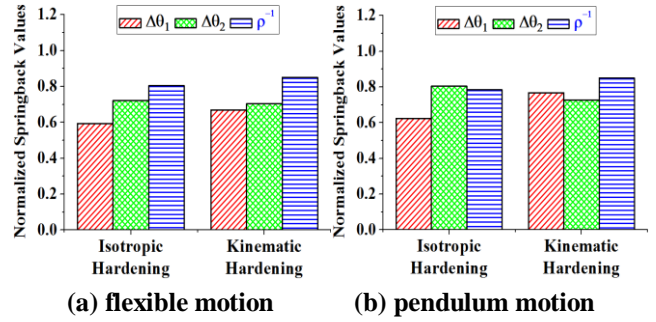 Normalized Springback Values
1.2
1.0
0.8
0.6
0.4
0.2
0.0
Δθ₁ Δθ₂ ρ⁻¹
Isotropic Hardening
Kinematic Hardening
(a) flexible motion
Normalized Springback Values
1.2
1.0
0.8
0.6
0.4
0.2
0.0
Δθ₁ Δθ₂ ρ⁻¹
Isotropic Hardening
Kinematic Hardening
(b) pendulum motion